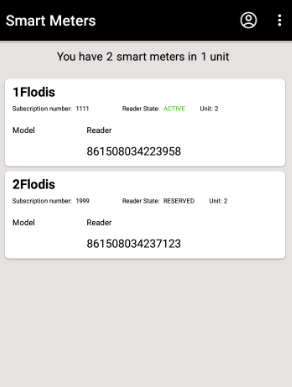 Smart Meters
You have 2 smart meters in 1 unit
1Flodis
Subscription number: 1111 Reader State: ACTIVE Unit: 2
Model Reader
861508034223958
2Flodis
Subscription number: 1999 Reader State: RESERVED Unit: 2
Model Reader
861508034237123